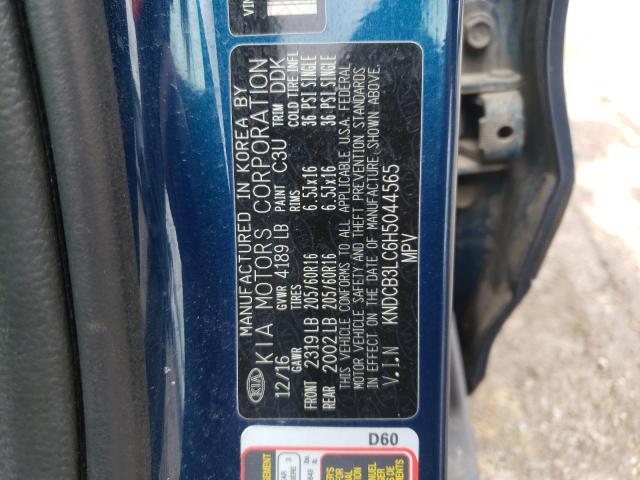 VIN
KIA
MANUFACTURED IN KOREA BY
KIA MOTORS CORPORATION
12/16 GVWR 4189 LB PAINT C3U TRIM DDK
GAWR TIRES RIMS COLD TIRE INFL
FRONT 2319 LB 205/60R16 6.5Jx16 36 PSI SINGLE
REAR 2002 LB 205/60R16 6.5Jx16 36 PSI SINGLE
THIS VEHICLE CONFORMS TO ALL APPLICABLE U.S.A. FEDERAL
MOTOR VEHICLE SAFETY AND THEFT PREVENTION STANDARDS
IN EFFECT ON THE DATE OF MANUFACTURE SHOWN ABOVE.
V.I.N KNDCB3LC6H5044565
MPV
D60